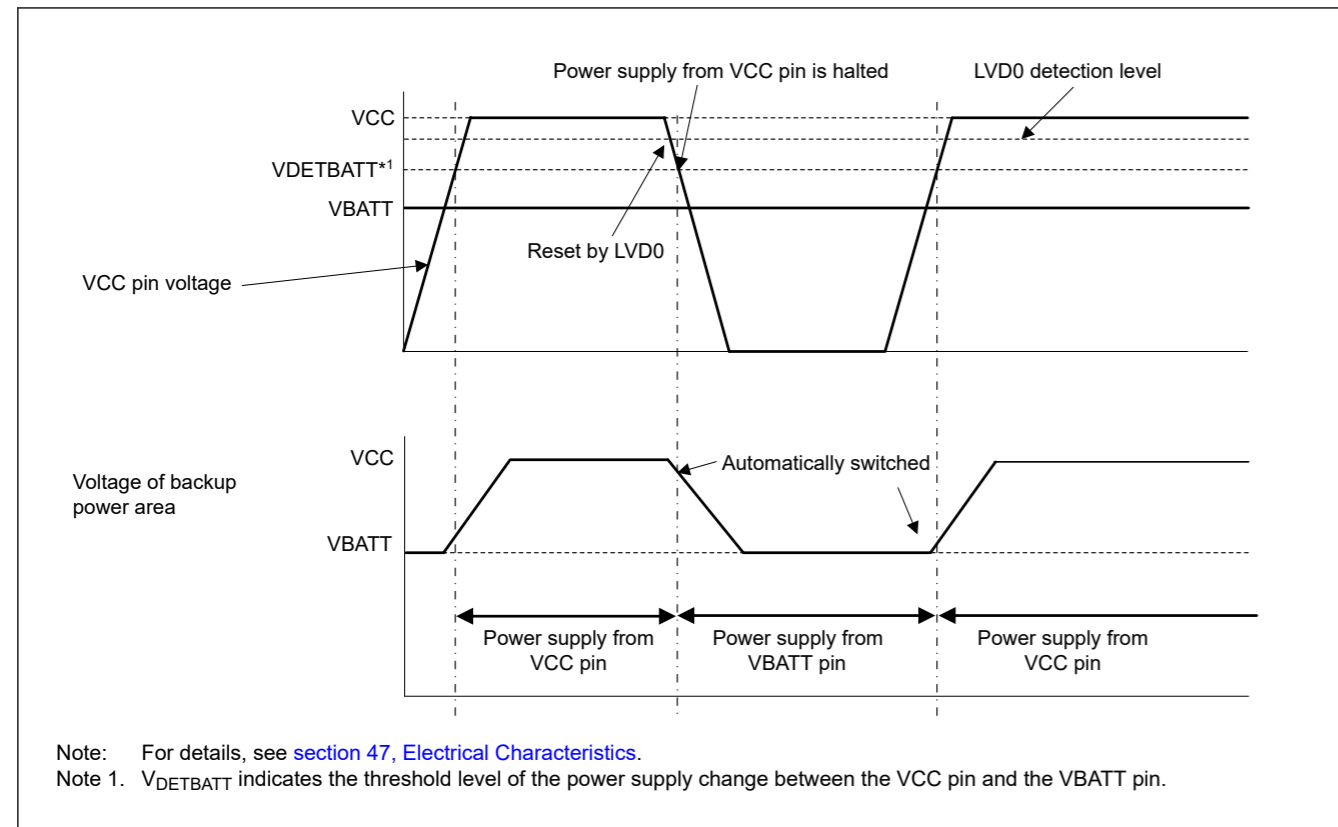 Power supply from VCC pin is halted
LVD0 detection level
VCC
VDETBATT*1
VBATT
Reset by LVD0
VCC pin voltage
VCC
Automatically switched
Voltage of backup
power area
VBATT
Power supply from
VCC pin
Power supply from
VBATT pin
Power supply from
VCC pin
Note: For details, see section 47, Electrical Characteristics.
Note 1. VDETBATT indicates the threshold level of the power supply change between the VCC pin and the VBATT pin.